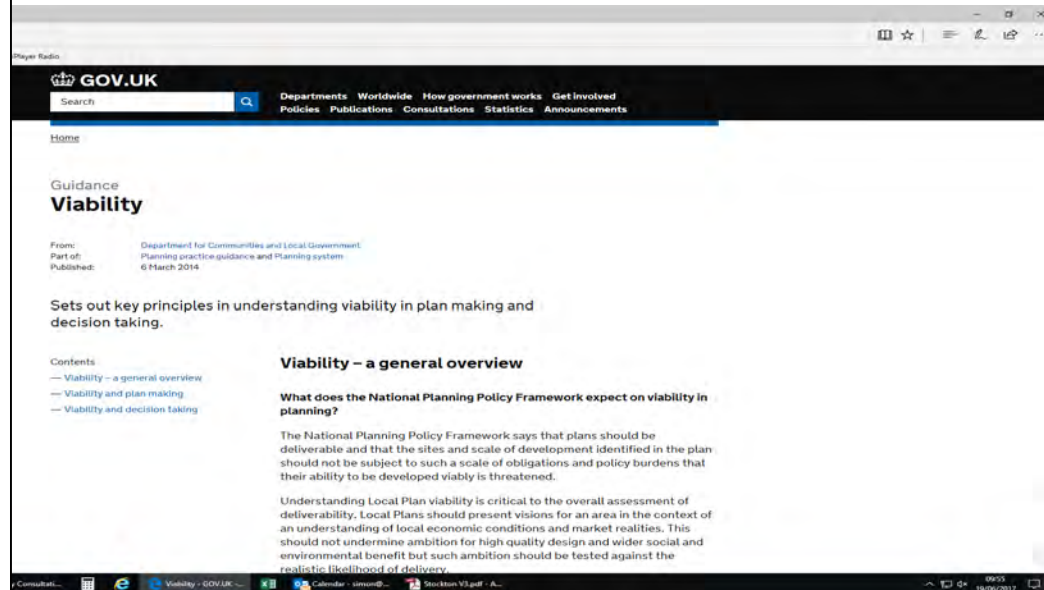 Player Radio
GOV.UK
Search
Departments Worldwide How government works Get involved
Policies Publications Consultations Statistics Announcements
Home
Guidance
Viability
From: Department for Communities and Local Government
Part of: Planning practice guidance and Planning system
Published: 6 March 2014
Sets out key principles in understanding viability in plan making and
decision taking.
Contents
— Viability – a general overview
— Viability and plan making
— Viability and decision taking
Viability – a general overview
What does the National Planning Policy Framework expect on viability in
planning?
The National Planning Policy Framework says that plans should be
deliverable and that the sites and scale of development identified in the plan
should not be subject to such a scale of obligations and policy burdens that
their ability to be developed viably is threatened.
Understanding Local Plan viability is critical to the overall assessment of
deliverability. Local Plans should present visions for an area in the context of
an understanding of local economic conditions and market realities. This
should not undermine ambition for high quality design and wider social and
environmental benefit but such ambition should be tested against the
realistic likelihood of delivery.
y Consultati... Viability - GOV.UK -... Calendar - simon@... Stockton V3.pdf - A...
09:55
19/06/2017